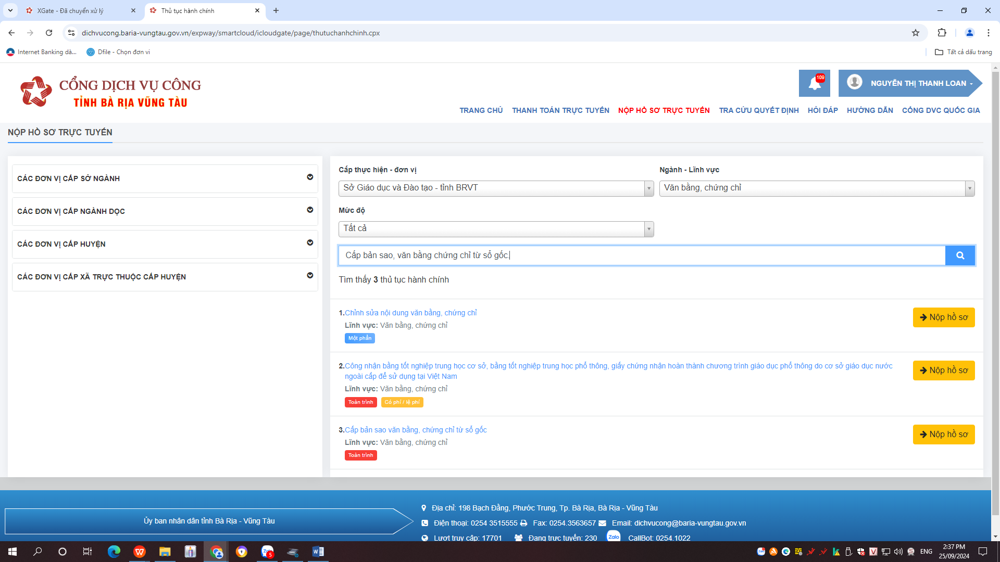 XGate - Đã chuyển xử lý
Thủ tục hành chính
dichvucong.baria-vungtau.gov.vn/expway/smartcloud/icloudgate/page/thutuchanhchinh.cpx
Internet Banking dà...
Dfile - Chọn đơn vi
Tất cả dấu trang
CỔNG DỊCH VỤ CÔNG
TỈNH BÀ RỊA VŨNG TÀU
109
NGUYỄN THỊ THANH LOAN
TRANG CHỦ THANH TOÁN TRỰC TUYẾN NỘP HỒ SƠ TRỰC TUYẾN TRA CỨU QUYẾT ĐỊNH HỎI ĐÁP HƯỚNG DẪN CỔNG DVC QUỐC GIA
NỘP HỒ SƠ TRỰC TUYẾN
CÁC ĐƠN VỊ CẤP SỞ NGÀNH
CÁC ĐƠN VỊ CẤP NGÀNH DỌC
CÁC ĐƠN VỊ CẤP HUYỆN
CÁC ĐƠN VỊ CẤP XÃ TRỰC THUỘC CẤP HUYỆN
Cấp thực hiện - đơn vị
Ngành - Lĩnh vực
Sở Giáo dục và Đào tạo - tỉnh BRVT
Văn bằng, chứng chỉ
Mức độ
Tất cả
Cấp bản sao, văn bằng chứng chỉ từ sổ gốc.
Tìm thấy 3 thủ tục hành chính
1.Chỉnh sửa nội dung văn bằng, chứng chỉ
Lĩnh vực: Văn bằng, chứng chỉ
Một phần
Nộp hồ sơ
2.Công nhận bằng tốt nghiệp trung học cơ sở, bằng tốt nghiệp trung học phổ thông, giấy chứng nhận hoàn thành chương trình giáo dục phổ thông do cơ sở giáo dục nước
ngoài cấp để sử dụng tại Việt Nam
Lĩnh vực: Văn bằng, chứng chỉ
Toàn trình Có phí / lệ phí
Nộp hồ sơ
3.Cấp bản sao văn bằng, chứng chỉ từ sổ gốc
Lĩnh vực: Văn bằng, chứng chỉ
Toàn trình
Nộp hồ sơ
Ủy ban nhân dân tỉnh Bà Rịa - Vũng Tàu
Địa chỉ: 198 Bạch Đằng, Phước Trung, Tp. Bà Rịa, Bà Rịa - Vũng Tàu
Điện thoại: 0254 3515555 Fax: 0254.3563657 Email: dichvucong@baria-vungtau.gov.vn
Lượt truy cập: 17701 Đang trực tuyến: 230 Zalo CallBot: 0254.1022
ENG
2:37 PM
25/09/2024